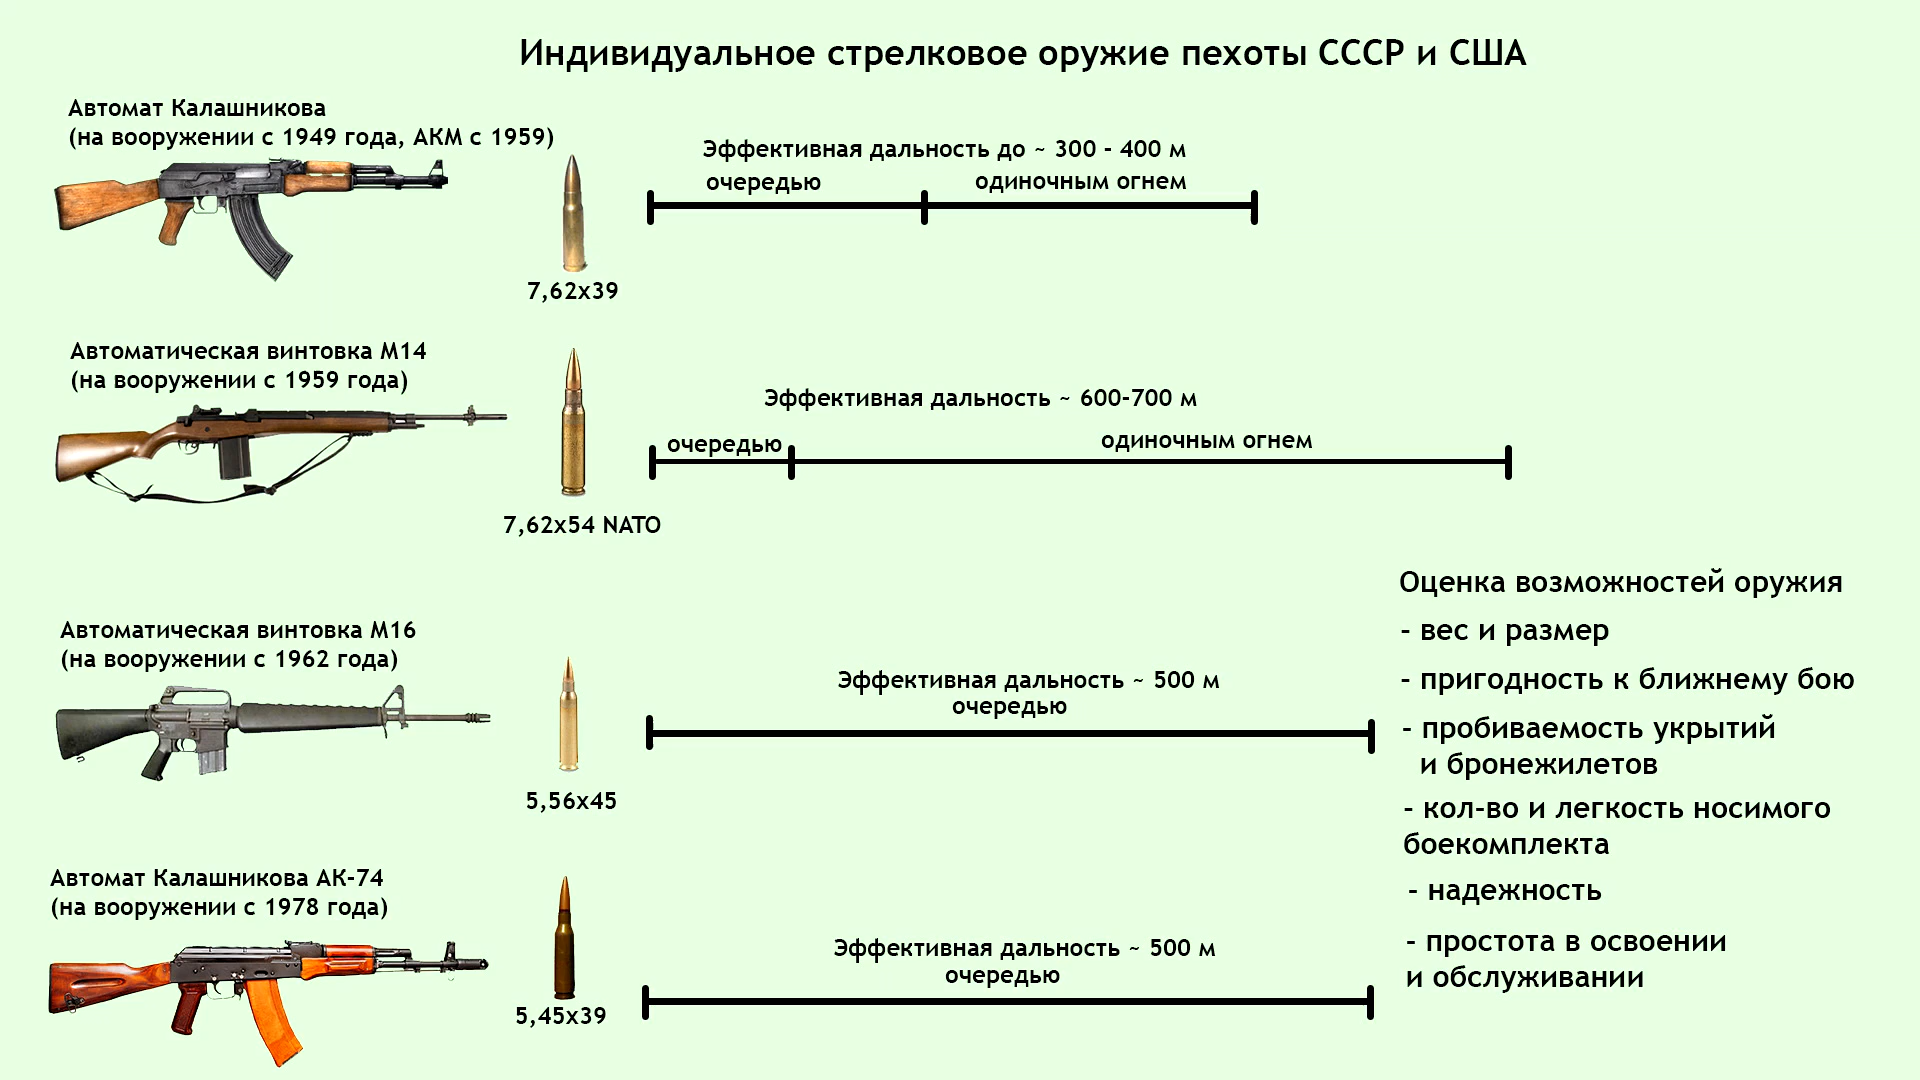 Индивидуальное стрелковое оружие пехоты СССР и США
Автомат Калашникова
(на вооружении с 1949 года, АКМ с 1959)
Эффективная дальность до ~ 300 - 400 м
очередью
одиночным огнем
7,62x39
Автоматическая винтовка М14
(на вооружении с 1959 года)
Эффективная дальность ~ 600-700 м
очередью
одиночным огнем
7,62x54 NATO
Автоматическая винтовка М16
(на вооружении с 1962 года)
Эффективная дальность ~ 500 м
очередью
5,56x45
Автомат Калашникова АК-74
(на вооружении с 1978 года)
Эффективная дальность ~ 500 м
очередью
5,45x39
Оценка возможностей оружия
- вес и размер
- пригодность к ближнему бою
- пробиваемость укрытий
и бронежилетов
- кол-во и легкость носимого
боекомплекта
- надежность
- простота в освоении
и обслуживании